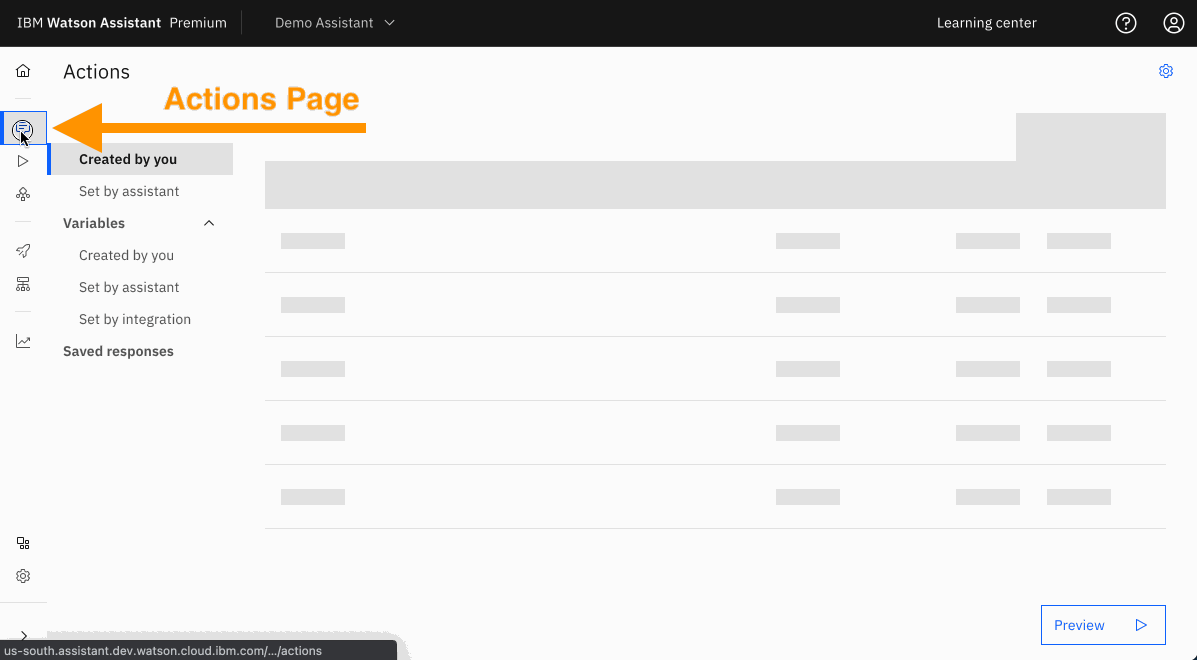 IBM Watson Assistant Premium
Demo Assistant
Learning center
Actions
Actions Page
Created by you
Set by assistant
Variables
Created by you
Set by assistant
Set by integration
Saved responses
Preview
us-south.assistant.dev.watson.cloud.ibm.com/.../actions